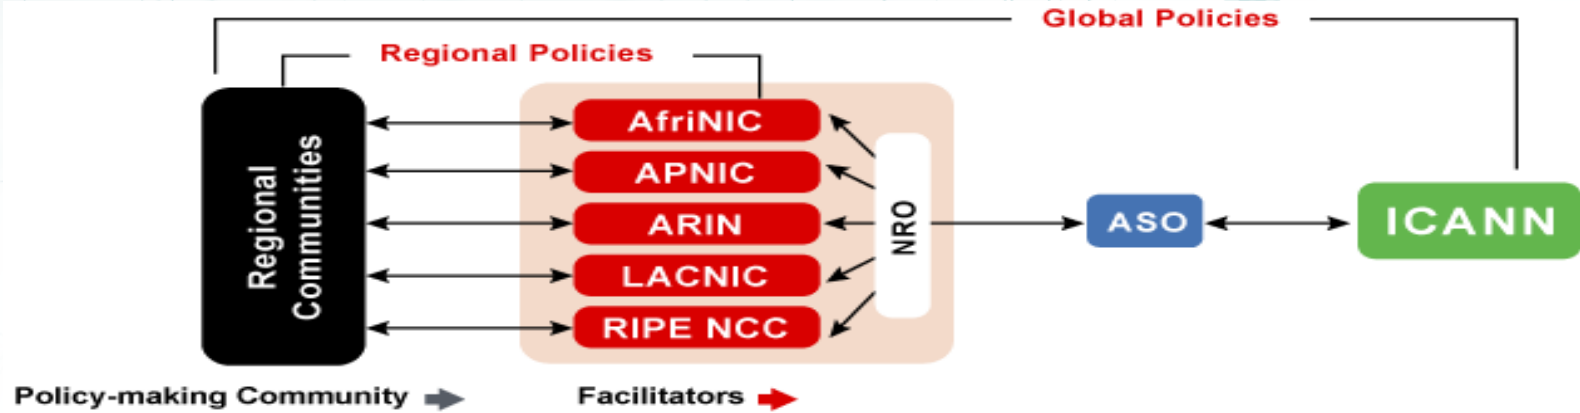 Global Policies
Regional Policies
Regional
Communities
AfriNIC
APNIC
ARIN
LACNIC
RIPE NCC
NRO
ASO
ICANN
Policy-making Community
Facilitators